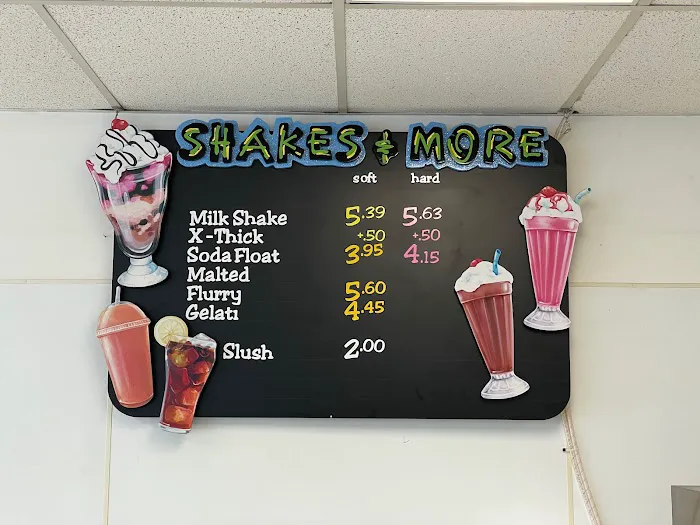 SHAKES & MORE
soft hard
Milk Shake 5.39 5.63
X-Thick +.50 +.50
Soda Float 3.95 4.15
Malted
Flurry 5.60
Gelati 4.45
Slush 2.00